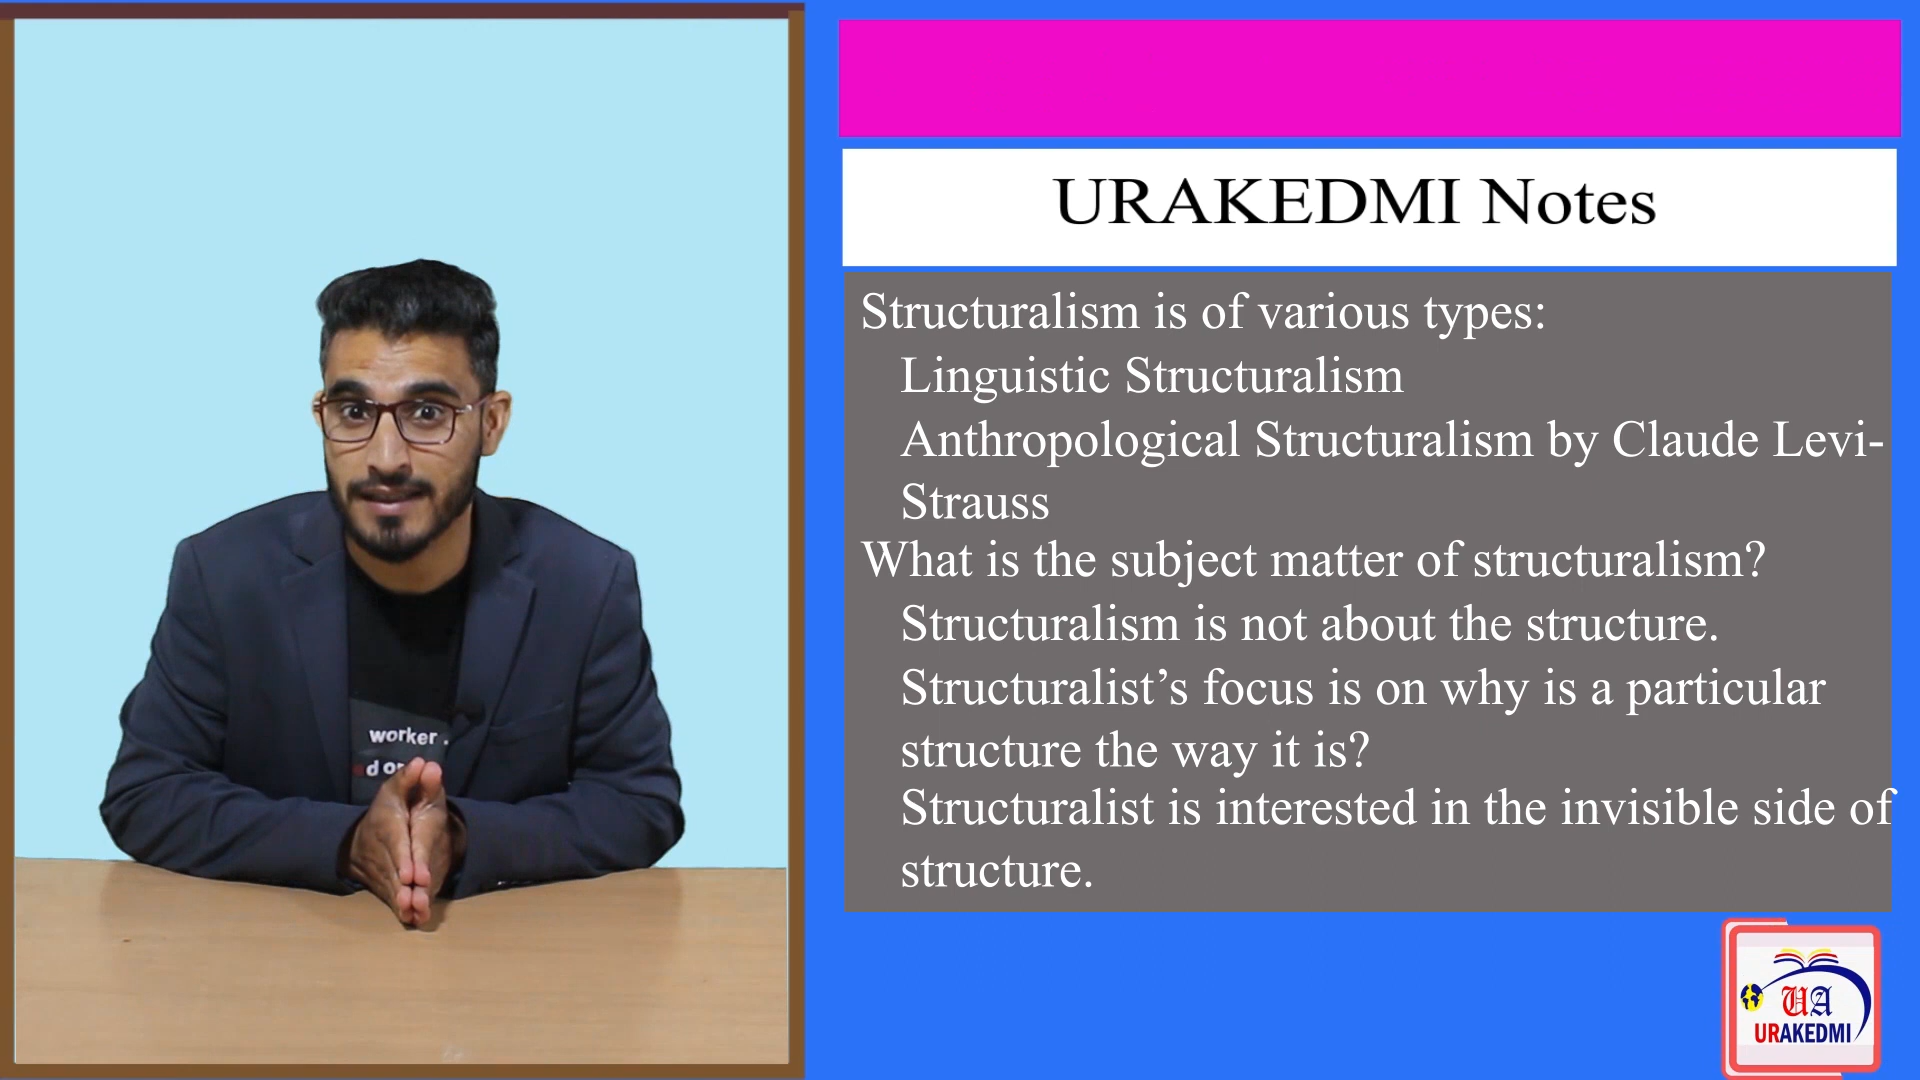 URAKEDMI Notes
Structuralism is of various types:
Linguistic Structuralism
Anthropological Structuralism by Claude Levi-
Strauss
What is the subject matter of structuralism?
Structuralism is not about the structure.
Structuralist’s focus is on why is a particular
structure the way it is?
Structuralist is interested in the invisible side of
structure.
worker .
UA
URAKEDMI